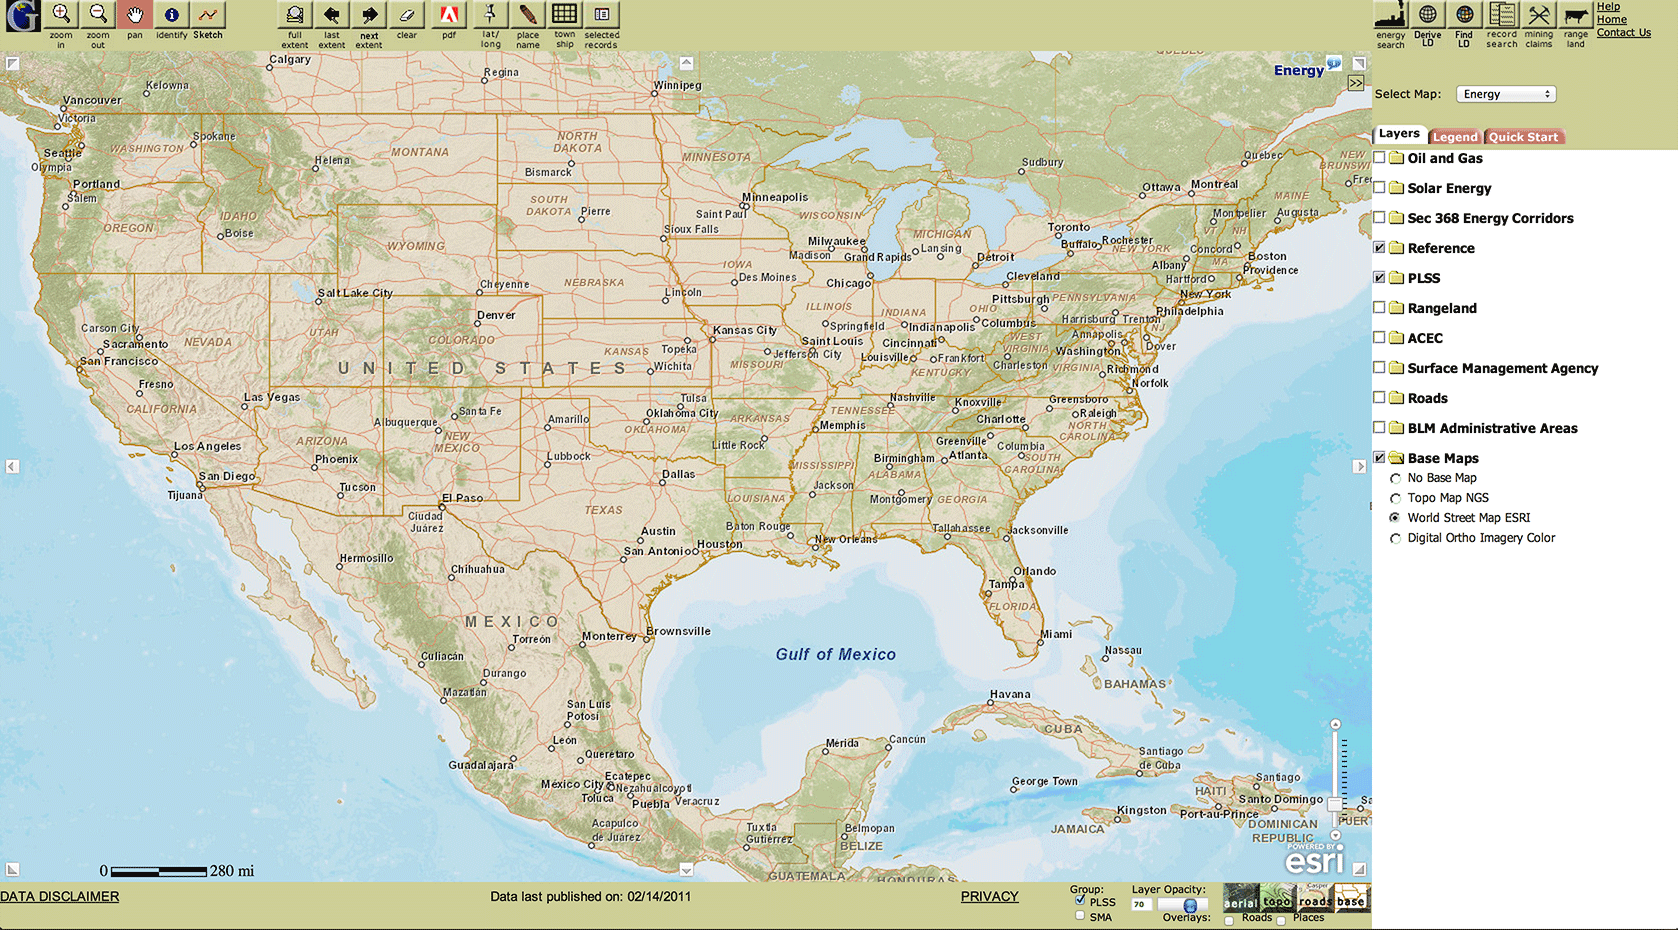 zoom in
zoom out
pan
identify
Sketch
full extent
last extent
next extent
clear
pdf
lat/ long
place name
town ship
selected records
energy search
Derive LD
Find LD
record search
mining claims
range land
Help
Home
Contact Us
Energy
>>
Select Map: Energy
Layers
Legend
Quick Start
Oil and Gas
Solar Energy
Sec 368 Energy Corridors
Reference
PLSS
Rangeland
ACEC
Surface Management Agency
Roads
BLM Administrative Areas
Base Maps
No Base Map
Topo Map NGS
World Street Map ESRI
Digital Ortho Imagery Color
Calgary
Kelowna
Regina
Winnipeg
Vancouver
Victoria
Spokane
Seattle
WASHINGTON
Olympia
Helena
MONTANA
NORTH DAKOTA
Bismarck
MINNESOTA
Sudbury
Quebec
NEW
BRUNSWI
Fre
Portland
Salem
OREGON
IDAHO
Boise
SOUTH DAKOTA
Pierre
Minneapolis
Saint Paul
WISCONSIN
Sioux Falls
Ottawa
Montreal
MAINE
Montpelier
Augusta
VT
NH
WYOMING
Milwaukee
Madison
MICHIGAN
Lansing
Grand Rapids
Detroit
Toronto
Buffalo
Rochester
NEW YORK
Concord
Boston
Albany
MA
Providence
Hartford
IOWA
Des Moines
Chicago
Cleveland
Salt Lake City
Cheyenne
NEBRASKA
Lincoln
ILLINOIS
INDIANA
OHIO
Pittsburgh
PENNSYLVANIA
New York
Philadelphia
Harrisburg
Trenton
NJ
Carson City
Sacramento
NEVADA
UTAH
Denver
COLORADO
Kansas City
Springfield
Indianapolis
Columbus
Saint Louis
Cincinnati
WEST VIRGINIA
Annapolis
Washington
Dover
San Francisco
KANSAS
Topeka
Jefferson City
MISSOURI
Louisville
Frankfort
Charleston
KENTUCKY
VIRGINIA
Richmond
Norfolk
UNITED STATES
Wichita
Fresno
CALIFORNIA
Las Vegas
Santa Fe
Albuquerque
NEW MEXICO
Amarillo
Tulsa
Oklahoma City
OKLAHOMA
ARKANSAS
Little Rock
Nashville
TENNESSEE
Memphis
Knoxville
Greensboro
Raleigh
Charlotte
NORTH CAROLINA
Los Angeles
ARIZONA
Phoenix
Lubbock
Greenville
Columbia
SOUTH CAROLINA
Birmingham
Atlanta
MISSISSIPPI
ALABAMA
San Diego
Tijuana
Tucson
El Paso
Ciudad Juárez
Dallas
TEXAS
LOUISIANA
Jackson
Montgomery
GEORGIA
Baton Rouge
Tallahassee
Jacksonville
Austin
New Orleans
Houston
San Antonio
Hermosillo
Chihuahua
Orlando
Tampa
FLORIDA
MEXICO
Torreón
Monterrey
Brownsville
Miami
Nassau
BAHAMAS
Gulf of Mexico
Culiacán
Durango
Mazatlán
San Luis Potosí
Havana
CUBA
León
Querétaro
Guadalajara
Mérida
Cancún
Santiago de Cuba
México City
Ecatepec
Nezahualcoyotl
Toluca
Puebla
Veracruz
George Town
HAITI
Santiago
Santo Domingo
Port-au-Prince
DOMINICAN REPUBLIC
Kingston
JAMAICA
Sa
PUER
Acapulco de Juárez
Tuxtla Gutiérrez
Belmopan
BELIZE
GUATEMALA
HONDURAS
0 280 mi
POWERED BY
esri
DATA DISCLAIMER
Data last published on: 02/14/2011
PRIVACY
Group:
PLSS
SMA
Layer Opacity:
70
Overlays: Roads Places
aerial
topo
Casper
roads
base